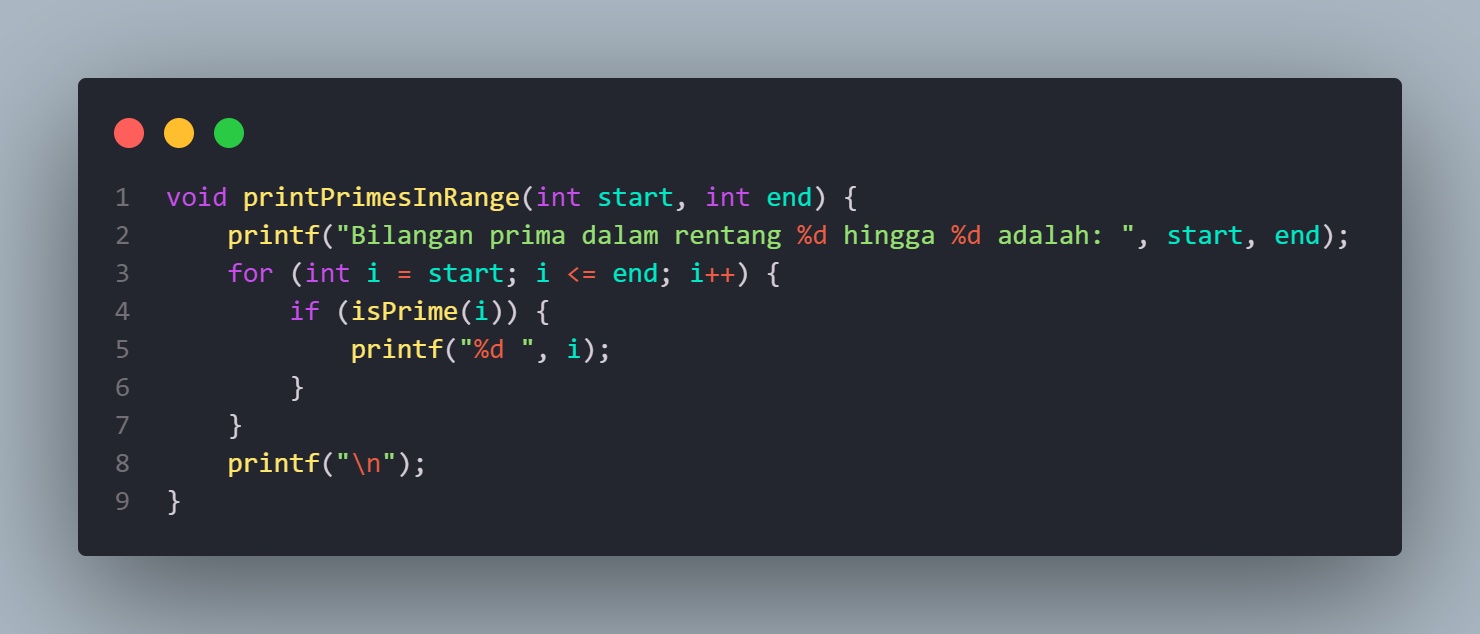 1 void printPrimesInRange(int start, int end) {
2     printf("Bilangan prima dalam rentang %d hingga %d adalah: ", start, end);
3     for (int i = start; i <= end; i++) {
4         if (isPrime(i)) {
5             printf("%d ", i);
6         }
7     }
8     printf("\n");
9 }